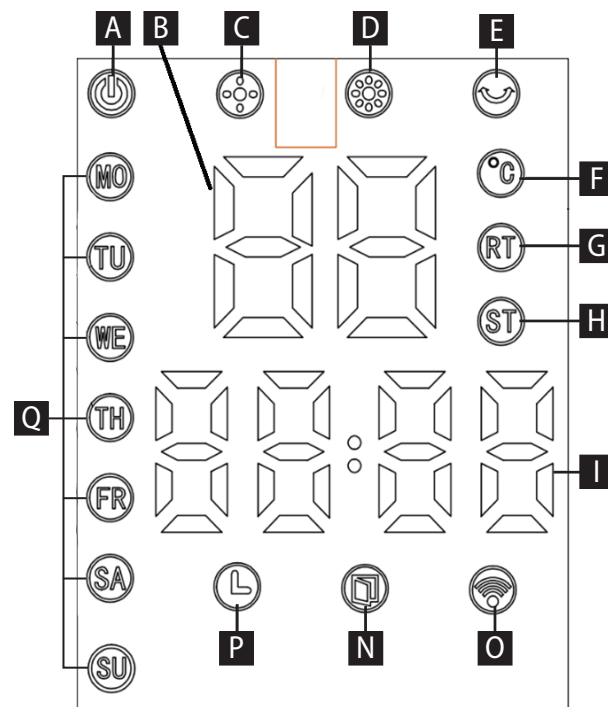 A B C D E
°C F
MO
TU RT G
WE ST H
Q TH
I
FR
SA
P N O
SU